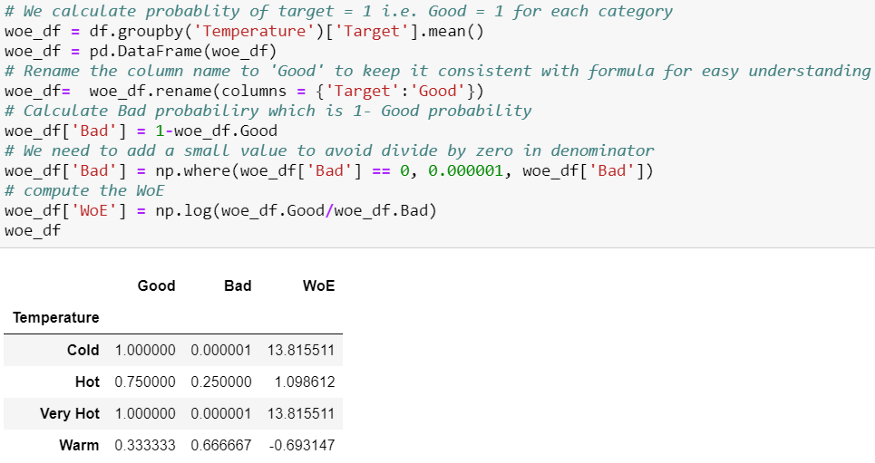 # We calculate probablity of target = 1 i.e. Good = 1 for each category
woe_df = df.groupby('Temperature')['Target'].mean()
woe_df = pd.DataFrame(woe_df)
# Rename the column name to 'Good' to keep it consistent with formula for easy understanding
woe_df=  woe_df.rename(columns = {'Target':'Good'})
# Calculate Bad probabiliry which is 1- Good probability
woe_df['Bad'] = 1-woe_df.Good
# We need to add a small value to avoid divide by zero in denominator
woe_df['Bad'] = np.where(woe_df['Bad'] == 0, 0.000001, woe_df['Bad'])
# compute the WoE
woe_df['WoE'] = np.log(woe_df.Good/woe_df.Bad)
woe_df
Good Bad WoE
Temperature
Cold 1.000000 0.000001 13.815511
Hot 0.750000 0.250000 1.098612
Very Hot 1.000000 0.000001 13.815511
Warm 0.333333 0.666667 -0.693147